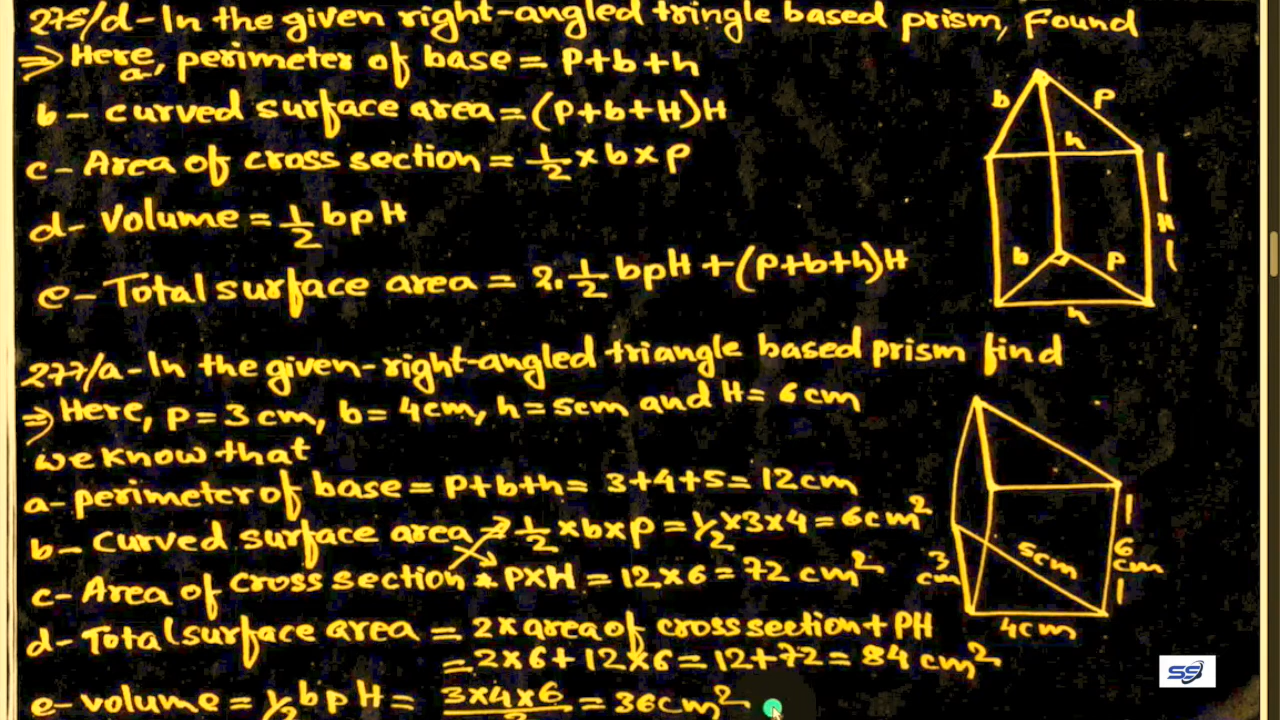 275/d- In the given right-angled tringle based prism, Found
⇒ Here, perimeter of base = P+b+h
a
b - curved surface area = (P+b+H)H
c - Area of cross section = 1/2 × b × p
d - Volume = 1/2 bpH
e - Total surface area = 2. 1/2 bpH + (P+b+h)H
b
P
h
H
b
P
h
277/a - In the given-right-angled triangle based prism find
⇒ Here, P = 3 cm, b = 4cm, h = 5cm and H = 6 cm
we know that
a - perimeter of base = P+b+h = 3+4+5 = 12 cm
b - curved surface area 1/2 × b × p = 1/2 × 3 × 4 = 6 cm²
c - Area of cross section P×H = 12×6 = 72 cm²
d - Total surface area = 2× area of cross section + PH
= 2×6 + 12×6 = 12+72 = 84 cm²
e - volume = 1/2 b p H = 3×4×6/2 = 36cm²
3 cm
5cm
6 cm
4cm